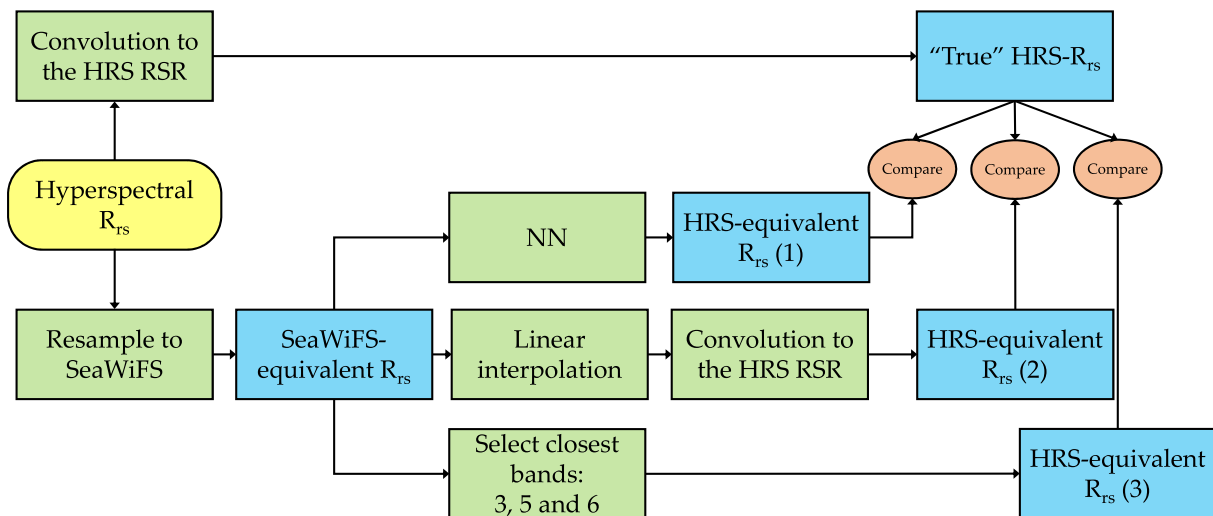 Convolution to
the HRS RSR
“True” HRS-Rrs
Compare
Compare
Compare
Hyperspectral
Rrs
NN
HRS-equivalent
Rrs (1)
Resample to
SeaWiFS
SeaWiFS-
equivalent Rrs
Linear
interpolation
Convolution to
the HRS RSR
HRS-equivalent
Rrs (2)
Select closest
bands:
3, 5 and 6
HRS-equivalent
Rrs (3)